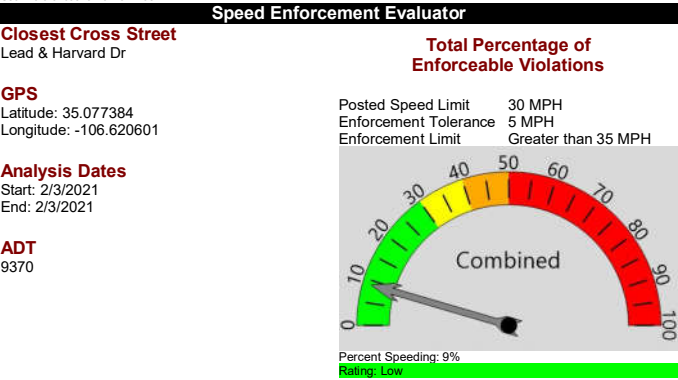 Speed Enforcement Evaluator
Closest Cross Street
Lead & Harvard Dr
GPS
Latitude: 35.077384
Longitude: -106.620601
Analysis Dates
Start: 2/3/2021
End: 2/3/2021
ADT
9370
Total Percentage of
Enforceable Violations
Posted Speed Limit 30 MPH
Enforcement Tolerance 5 MPH
Enforcement Limit Greater than 35 MPH
0
10
20
30
40
50
60
70
80
90
100
Combined
Percent Speeding: 9%
Rating: Low